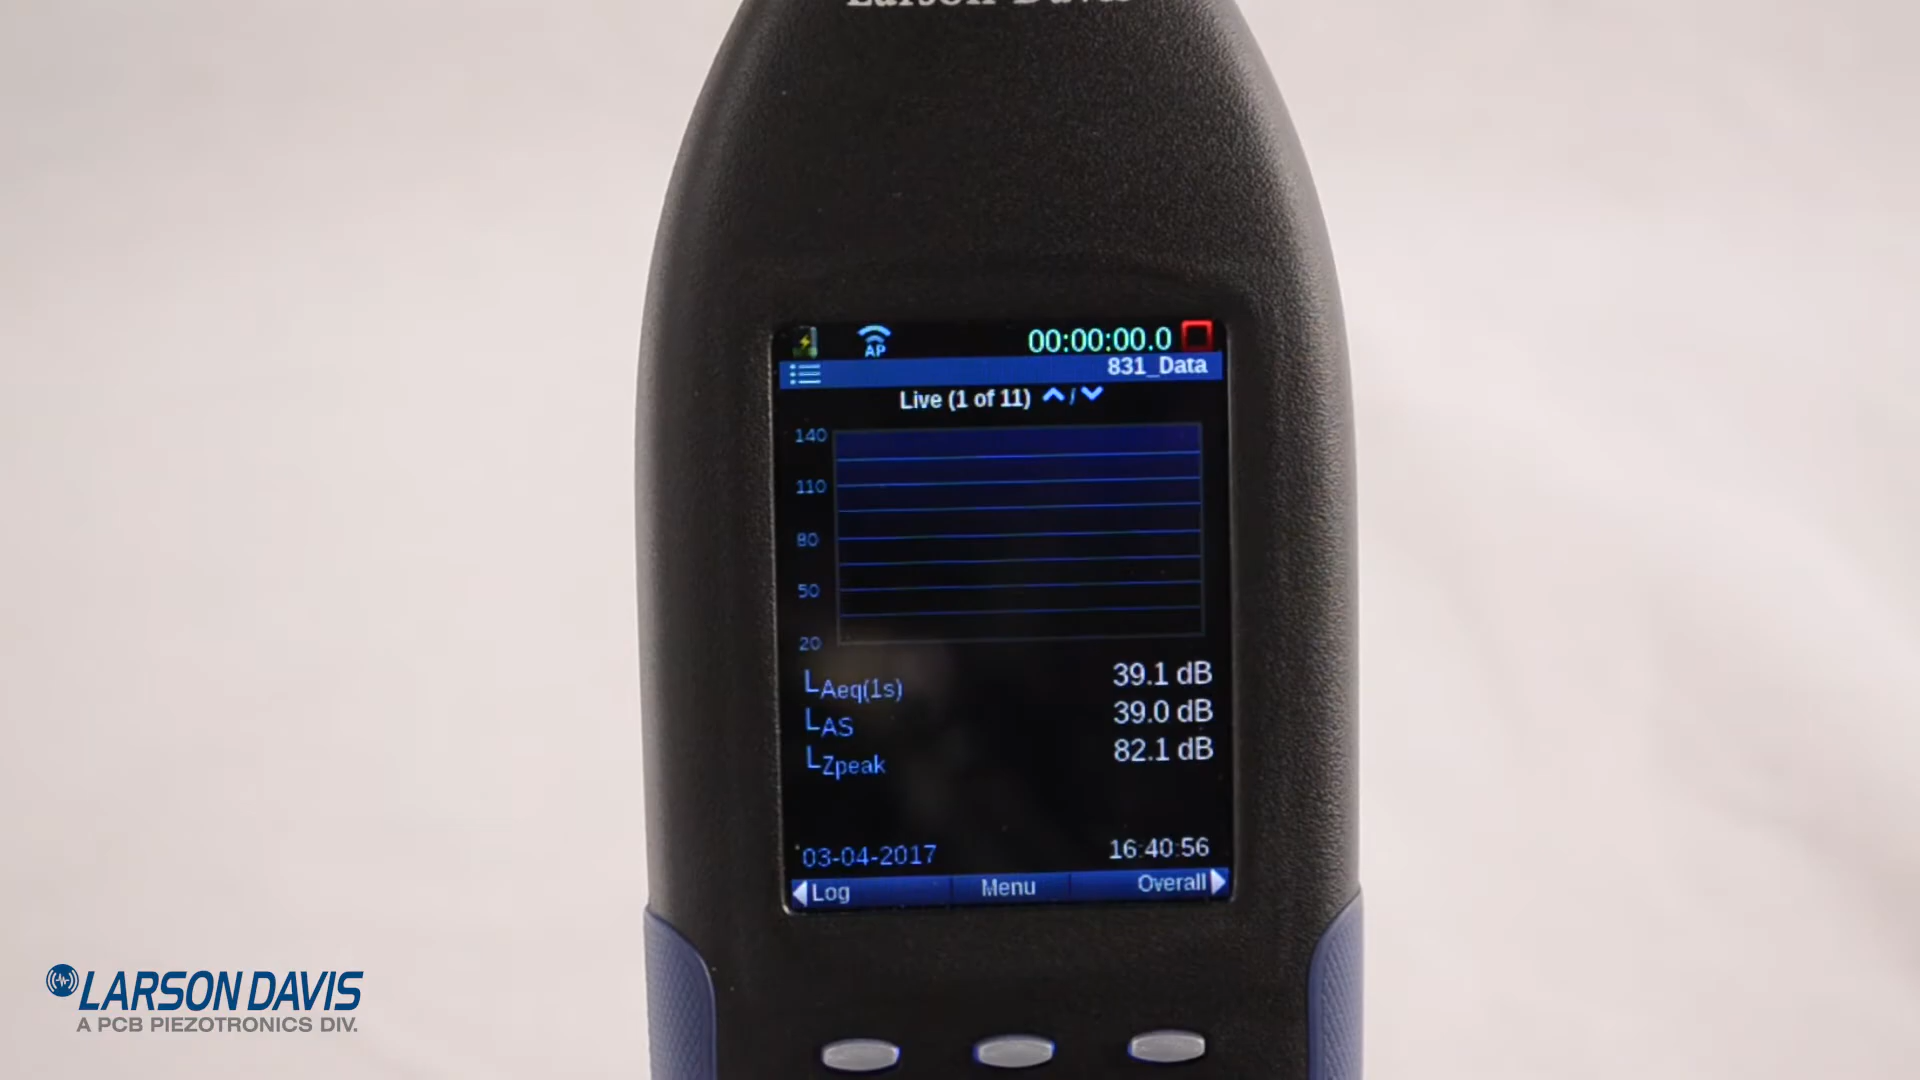 Larson Davis
AP
00:00:00.0
831_Data
Live (1 of 11) /
140
110
80
50
20
LAeq(1s) 39.1 dB
LAS 39.0 dB
LZpeak 82.1 dB
03-04-2017 16:40:56
Log Menu Overall
LARSON DAVIS
A PCB PIEZOTRONICS DIV.